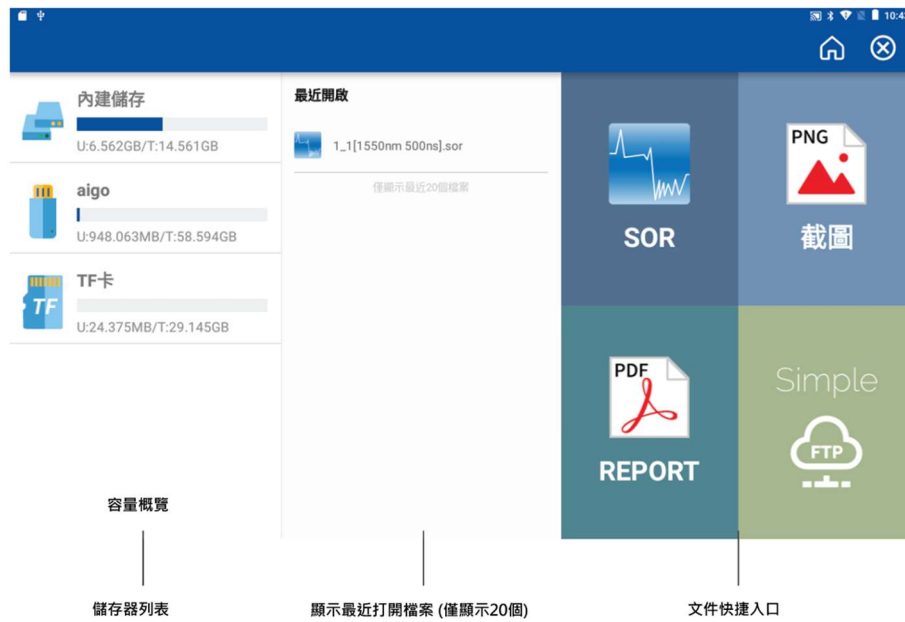 10:4
內建儲存
U:6.562GB/T:14.561GB
aigo
U:948.063MB/T:58.594GB
TF卡
TF
U:24.375MB/T:29.145GB
容量概覽
儲存器列表
最近開啟
1_1[1550nm 500ns].sor
僅顯示最近20個檔案
顯示最近打開檔案 (僅顯示20個)
SOR
PNG
截圖
PDF
REPORT
Simple
FTP
文件快捷入口